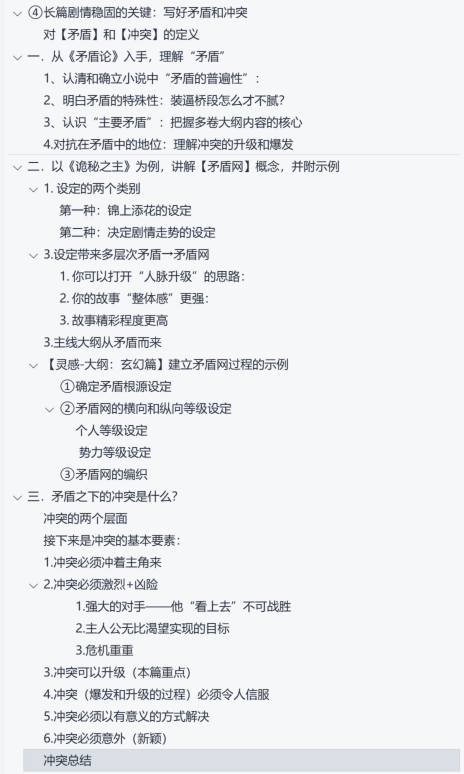 ④长篇剧情稳固的关键：写好矛盾和冲突
对【矛盾】和【冲突】的定义
一．从《矛盾论》入手，理解“矛盾”
1、认清和确立小说中“矛盾的普遍性”：
2、明白矛盾的特殊性：装逼桥段怎么才不腻？
3、认识“主要矛盾”：把握多卷大纲内容的核心
4.对抗在矛盾中的地位：理解冲突的升级和爆发
二．以《诡秘之主》为例，讲解【矛盾网】概念，并附示例
1. 设定的两个类别
第一种：锦上添花的设定
第二种：决定剧情走势的设定
3.设定带来多层次矛盾→矛盾网
1. 你可以打开“人脉升级”的思路：
2. 你的故事“整体感”更强：
3. 故事精彩程度更高
3.主线大纲从矛盾而来
【灵感-大纲：玄幻篇】建立矛盾网过程的示例
①确定矛盾根源设定
②矛盾网的横向和纵向等级设定
个人等级设定
势力等级设定
③矛盾网的编织
三．矛盾之下的冲突是什么？
冲突的两个层面
接下来是冲突的基本要素：
1.冲突必须冲着主角来
2.冲突必须激烈+凶险
1.强大的对手——他“看上去”不可战胜
2.主人公无比渴望实现的目标
3.危机重重
3.冲突可以升级（本篇重点）
4.冲突（爆发和升级的过程）必须令人信服
5.冲突必须以有意义的方式解决
6.冲突必须意外（新颖）
冲突总结